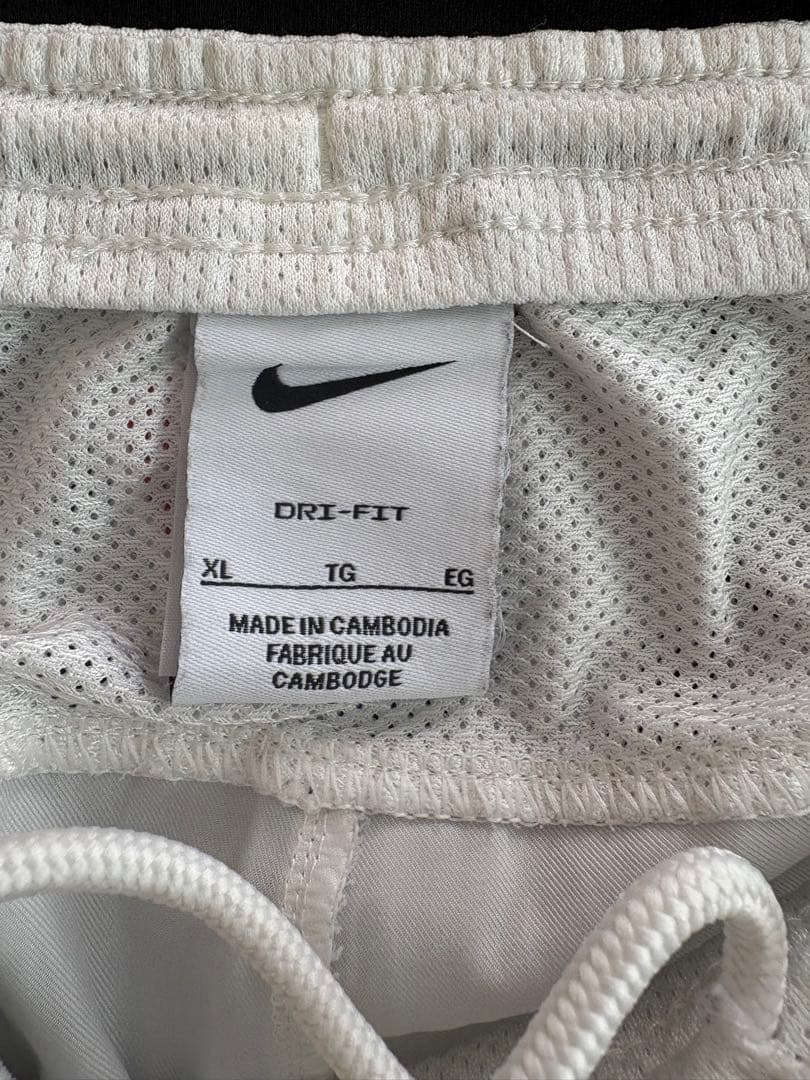 DRI-FIT
XL TG EG
MADE IN CAMBODIA
FABRIQUE AU
CAMBODGE